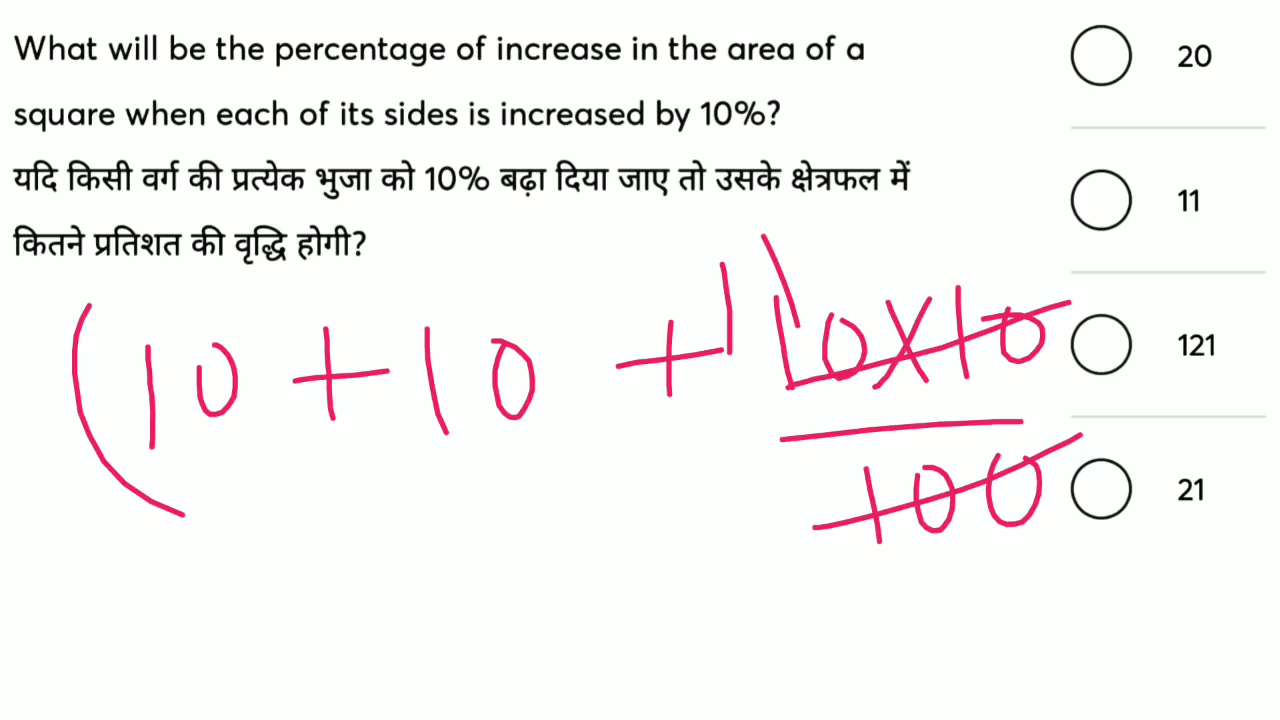 What will be the percentage of increase in the area of a
square when each of its sides is increased by 10%?
यदि किसी वर्ग की प्रत्येक भुजा को 10% बढ़ा दिया जाए तो उसके क्षेत्रफल में
कितने प्रतिशत की वृद्धि होगी?
20
11
121
21
(10+10 + 1
10x10
100